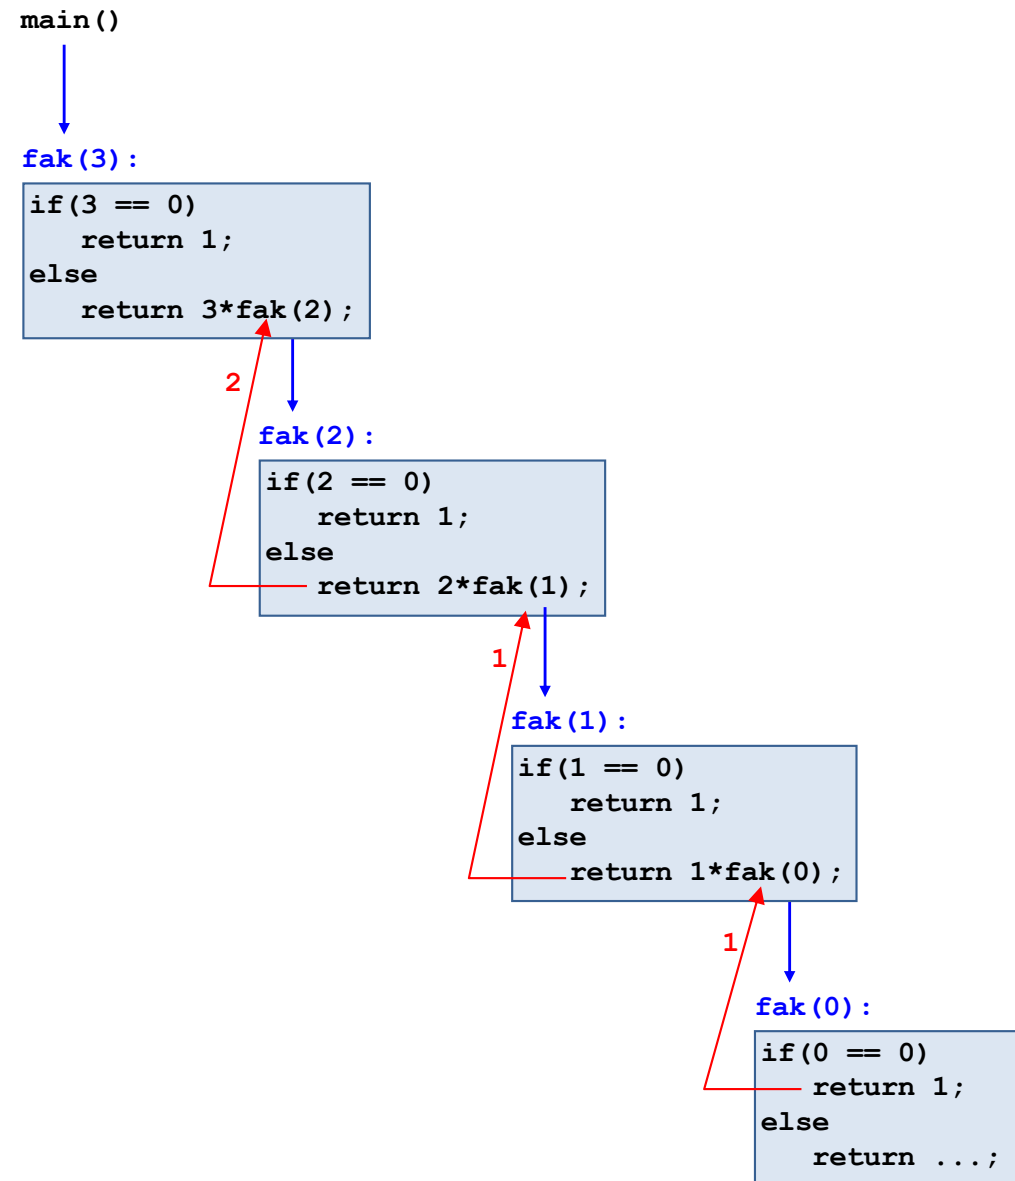 main()
fak(3):
if(3 == 0)
return 1;
else
return 3*fak(2);
2
fak(2):
if(2 == 0)
return 1;
else
return 2*fak(1);
1
fak(1):
if(1 == 0)
return 1;
else
return 1*fak(0);
1
fak(0):
if(0 == 0)
return 1;
else
return ...;